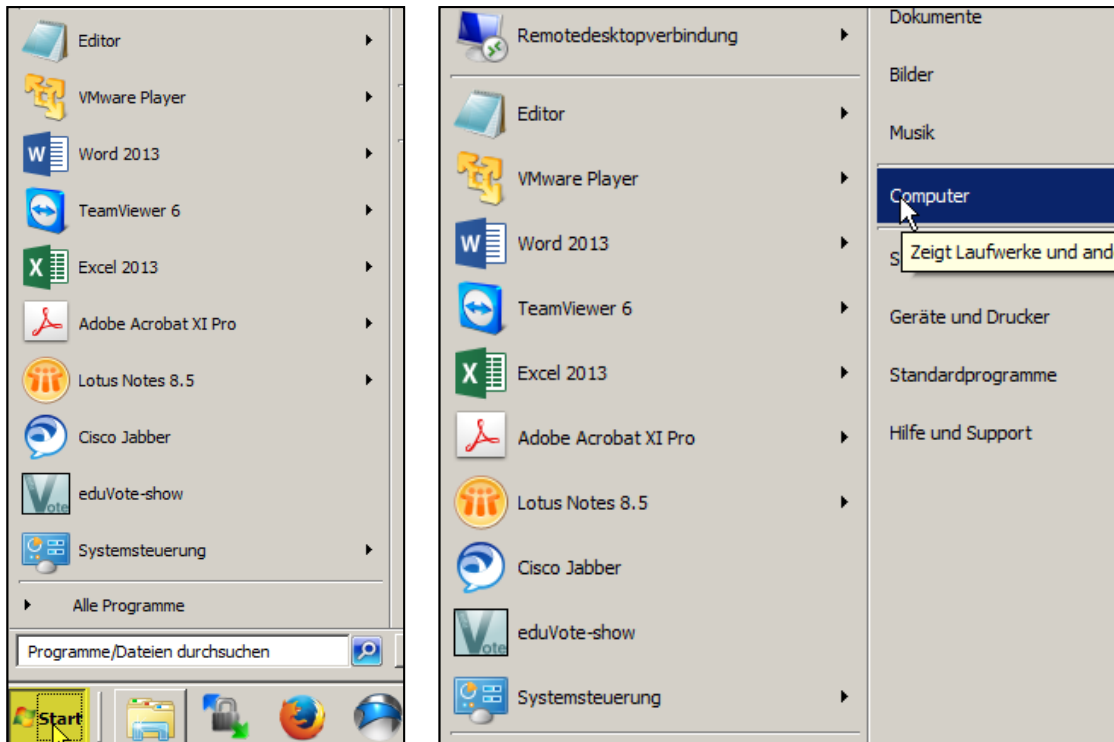 Editor
VMware Player
Word 2013
TeamViewer 6
Excel 2013
Adobe Acrobat XI Pro
Lotus Notes 8.5
Cisco Jabber
eduVote-show
Systemsteuerung
Alle Programme
Programme/Dateien durchsuchen
Start
Remotedesktopverbindung
Editor
VMware Player
Word 2013
TeamViewer 6
Excel 2013
Adobe Acrobat XI Pro
Lotus Notes 8.5
Cisco Jabber
eduVote-show
Systemsteuerung
Dokumente
Bilder
Musik
Computer
Zeigt Laufwerke und and
S
Geräte und Drucker
Standardprogramme
Hilfe und Support